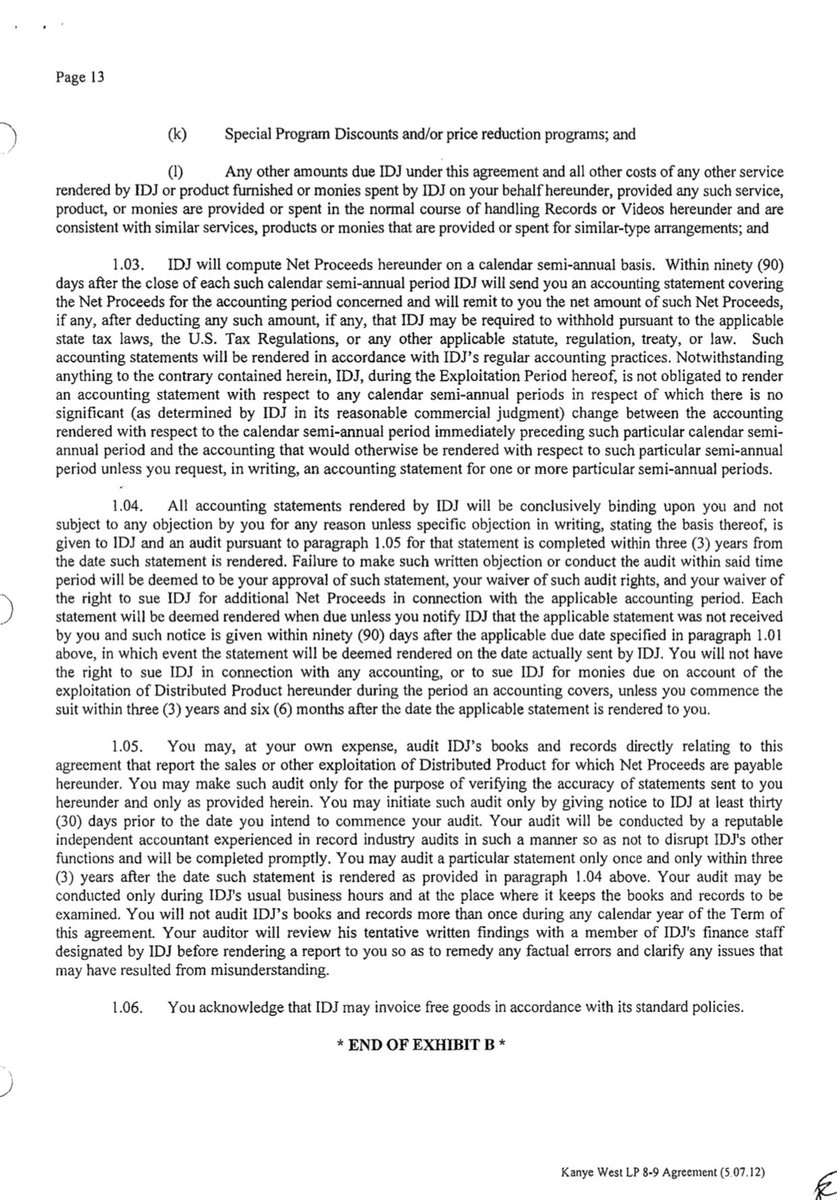 Page 13
(k) Special Program Discounts and/or price reduction programs; and
(l) Any other amounts due IDJ under this agreement and all other costs of any other service
rendered by IDJ or product furnished or monies spent by IDJ on your behalf hereunder, provided any such service,
product, or monies are provided or spent in the normal course of handling Records or Videos hereunder and are
consistent with similar services, products or monies that are provided or spent for similar-type arrangements; and
1.03. IDJ will compute Net Proceeds hereunder on a calendar semi-annual basis. Within ninety (90)
days after the close of each such calendar semi-annual period IDJ will send you an accounting statement covering
the Net Proceeds for the accounting period concerned and will remit to you the net amount of such Net Proceeds,
if any, after deducting any such amount, if any, that IDJ may be required to withhold pursuant to the applicable
state tax laws, the U.S. Tax Regulations, or any other applicable statute, regulation, treaty, or law. Such
accounting statements will be rendered in accordance with IDJ's regular accounting practices. Notwithstanding
anything to the contrary contained herein, IDJ, during the Exploitation Period hereof, is not obligated to render
an accounting statement with respect to any calendar semi-annual periods in respect of which there is no
significant (as determined by IDJ in its reasonable commercial judgment) change between the accounting
rendered with respect to the calendar semi-annual period immediately preceding such particular calendar semi-
annual period and the accounting that would otherwise be rendered with respect to such particular semi-annual
period unless you request, in writing, an accounting statement for one or more particular semi-annual periods.
1.04. All accounting statements rendered by IDJ will be conclusively binding upon you and not
subject to any objection by you for any reason unless specific objection in writing, stating the basis thereof, is
given to IDJ and an audit pursuant to paragraph 1.05 for that statement is completed within three (3) years from
the date such statement is rendered. Failure to make such written objection or conduct the audit within said time
period will be deemed to be your approval of such statement, your waiver of such audit rights, and your waiver of
the right to sue IDJ for additional Net Proceeds in connection with the applicable accounting period. Each
statement will be deemed rendered when due unless you notify IDJ that the applicable statement was not received
by you and such notice is given within ninety (90) days after the applicable due date specified in paragraph 1.01
above, in which event the statement will be deemed rendered on the date actually sent by IDJ. You will not have
the right to sue IDJ in connection with any accounting, or to sue IDJ for monies due on account of the
exploitation of Distributed Product hereunder during the period an accounting covers, unless you commence the
suit within three (3) years and six (6) months after the date the applicable statement is rendered to you.
1.05. You may, at your own expense, audit IDJ's books and records directly relating to this
agreement that report the sales or other exploitation of Distributed Product for which Net Proceeds are payable
hereunder. You may make such audit only for the purpose of verifying the accuracy of statements sent to you
hereunder and only as provided herein. You may initiate such audit only by giving notice to IDJ at least thirty
(30) days prior to the date you intend to commence your audit. Your audit will be conducted by a reputable
independent accountant experienced in record industry audits in such a manner so as not to disrupt IDJ's other
functions and will be completed promptly. You may audit a particular statement only once and only within three
(3) years after the date such statement is rendered as provided in paragraph 1.04 above. Your audit may be
conducted only during IDJ's usual business hours and at the place where it keeps the books and records to be
examined. You will not audit IDJ's books and records more than once during any calendar year of the Term of
this agreement. Your auditor will review his tentative written findings with a member of IDJ's finance staff
designated by IDJ before rendering a report to you so as to remedy any factual errors and clarify any issues that
may have resulted from misunderstanding.
1.06. You acknowledge that IDJ may invoice free goods in accordance with its standard policies.
* END OF EXHIBIT B *
Kanye West LP 8-9 Agreement (5.07.12)